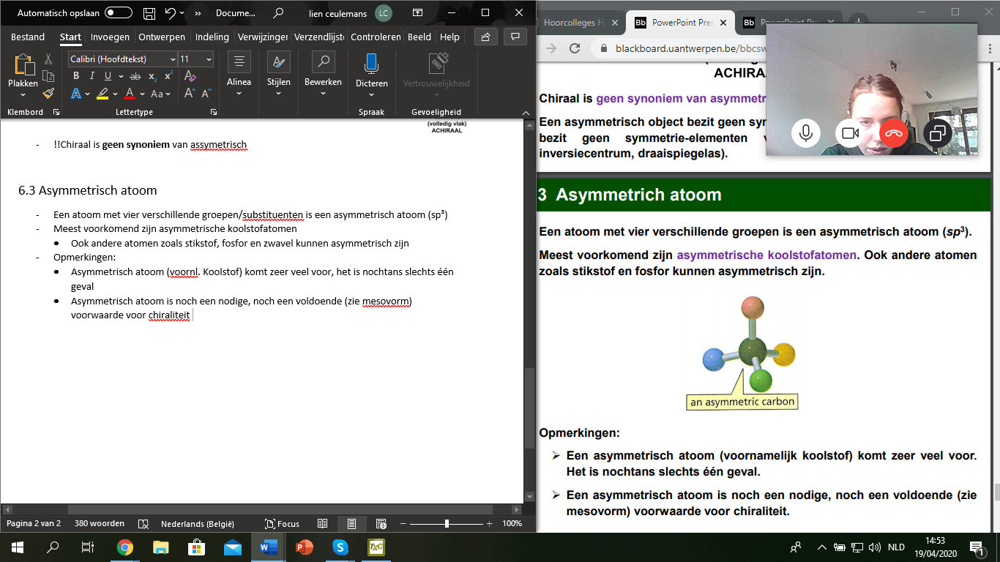 Automatisch opslaan
Docume...
lien ceulemans
LC
Bestand Start Invoegen Ontwerpen Indeling Verwijzingen Verzendlijst Controleren Beeld Help
Plakken
Calibri (Hoofdtekst) 11
Alinea
Stijlen
Bewerken
Dicteren
Vertrouwelijkheid
Klembord Lettertype Spraak Gevoeligheid
(volledig vlak)
ACHIRAAL
- !!Chiraal is geen synoniem van assymetrisch
6.3 Asymmetrisch atoom
- Een atoom met vier verschillende groepen/substituenten is een asymmetrisch atoom (sp³)
- Meest voorkomend zijn asymmetrische koolstofatomen
• Ook andere atomen zoals stikstof, fosfor en zwavel kunnen asymmetrisch zijn
- Opmerkingen:
• Asymmetrisch atoom (voornl. Koolstof) komt zeer veel voor, het is nochtans slechts één
geval
• Asymmetrisch atoom is noch een nodige, noch een voldoende (zie mesovorm)
voorwaarde voor chiraliteit
Pagina 2 van 2 380 woorden Nederlands (België) Focus 100%
Hoorcolleges H
Bb PowerPoint Pres
Bb PowerPoint Pr
blackboard.uantwerpen.be/bbcsw
ACHIRAA
Chiraal is geen synoniem van asymmetr
Een asymmetrisch object bezit geen syn
bezit geen symmetrie-elementen v
inversiecentrum, draaispiegelas).
3 Asymmetrich atoom
Een atoom met vier verschillende groepen is een asymmetrisch atoom (sp³).
Meest voorkomend zijn asymmetrische koolstofatomen. Ook andere atomen
zoals stikstof en fosfor kunnen asymmetrisch zijn.
an asymmetric carbon
Opmerkingen:
➢ Een asymmetrisch atoom (voornamelijk koolstof) komt zeer veel voor.
Het is nochtans slechts één geval.
➢ Een asymmetrisch atoom is noch een nodige, noch een voldoende (zie
mesovorm) voorwaarde voor chiraliteit.
NLD
14:53
19/04/2020
1